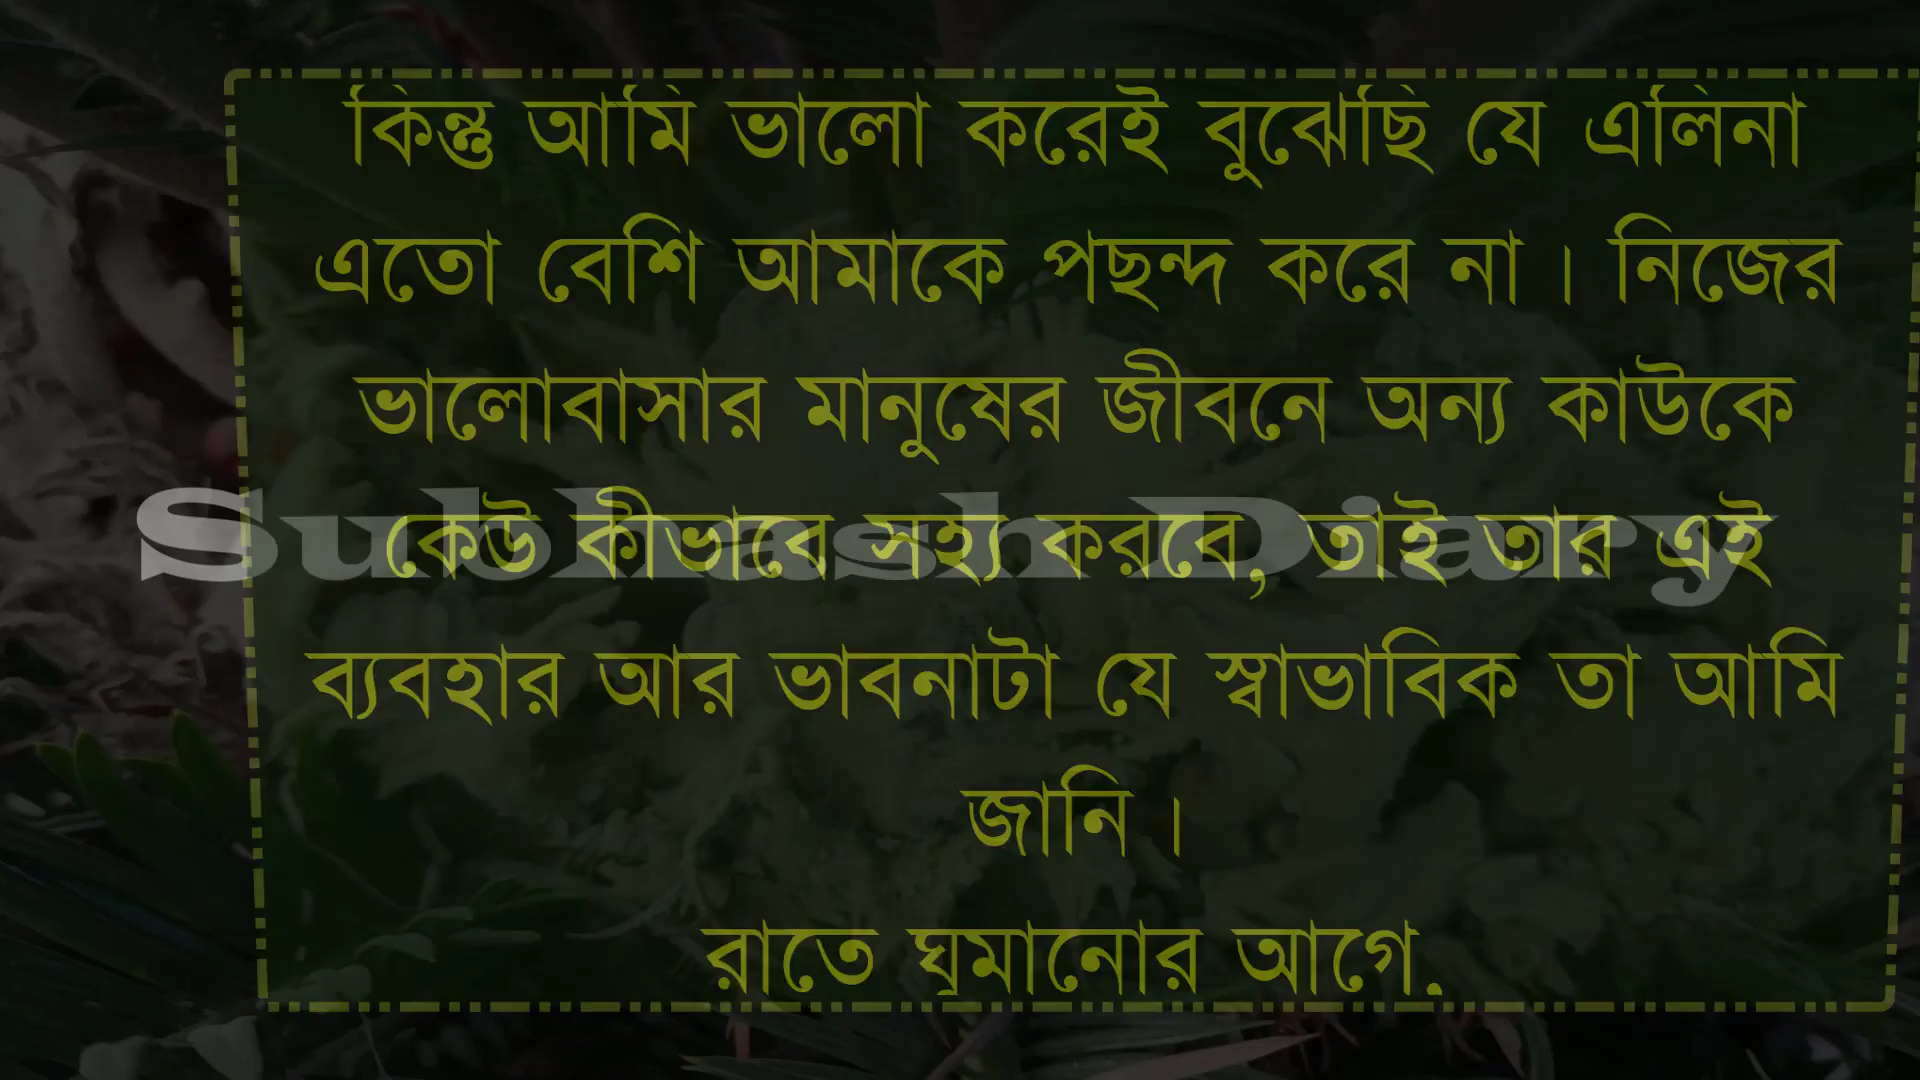 কিন্তু আমি ভালো করেই বুঝেছি যে এলিনা
এতো বেশি আমাকে পছন্দ করে না । নিজের
ভালোবাসার মানুষের জীবনে অন্য কাউকে
কেউ কীভাবে সহ্য করবে, তাই তার এই
Subhash Diary
ব্যবহার আর ভাবনাটা যে স্বাভাবিক তা আমি
জানি ।
রাতে ঘুমানোর আগে,